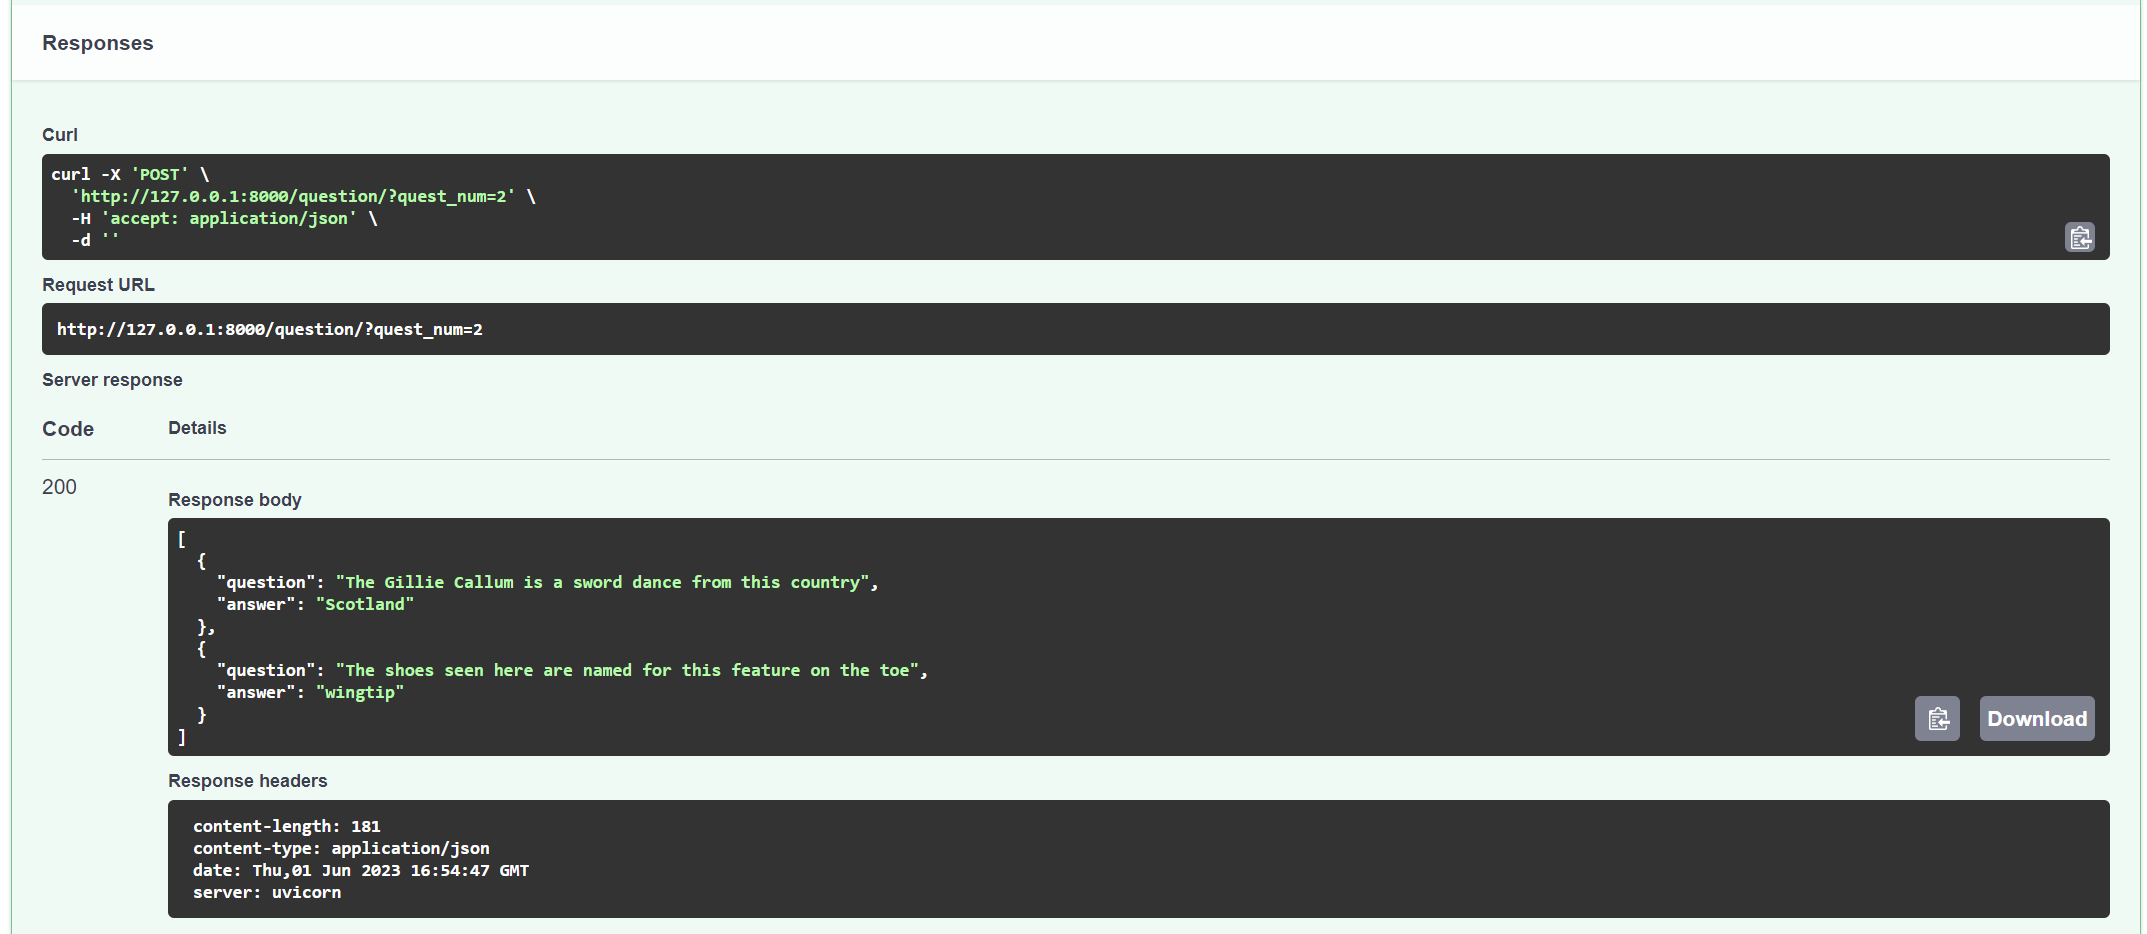 Responses
Curl
curl -X 'POST' \
  'http://127.0.0.1:8000/question/?quest_num=2' \
  -H 'accept: application/json' \
  -d ''
Request URL
http://127.0.0.1:8000/question/?quest_num=2
Server response
Code Details
200
Response body
[
  {
    "question": "The Gillie Callum is a sword dance from this country",
    "answer": "Scotland"
  },
  {
    "question": "The shoes seen here are named for this feature on the toe",
    "answer": "wingtip"
  }
]
Download
Response headers
content-length: 181
content-type: application/json
date: Thu,01 Jun 2023 16:54:47 GMT
server: uvicorn